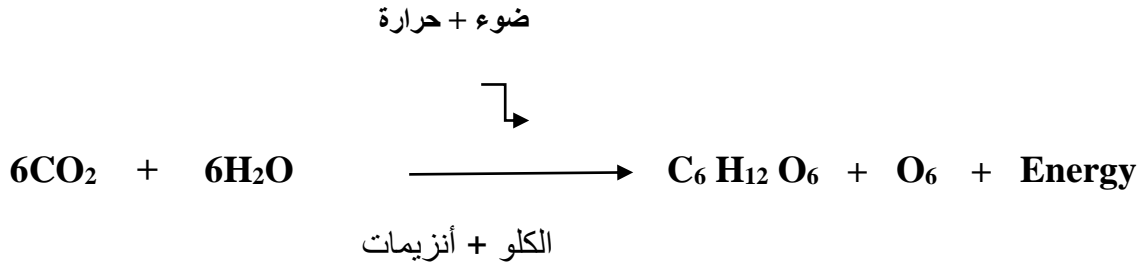 ضوء + حرارة
6CO₂ + 6H₂O C₆ H₁₂ O₆ + O₆ + Energy
الكلو + أنزيمات